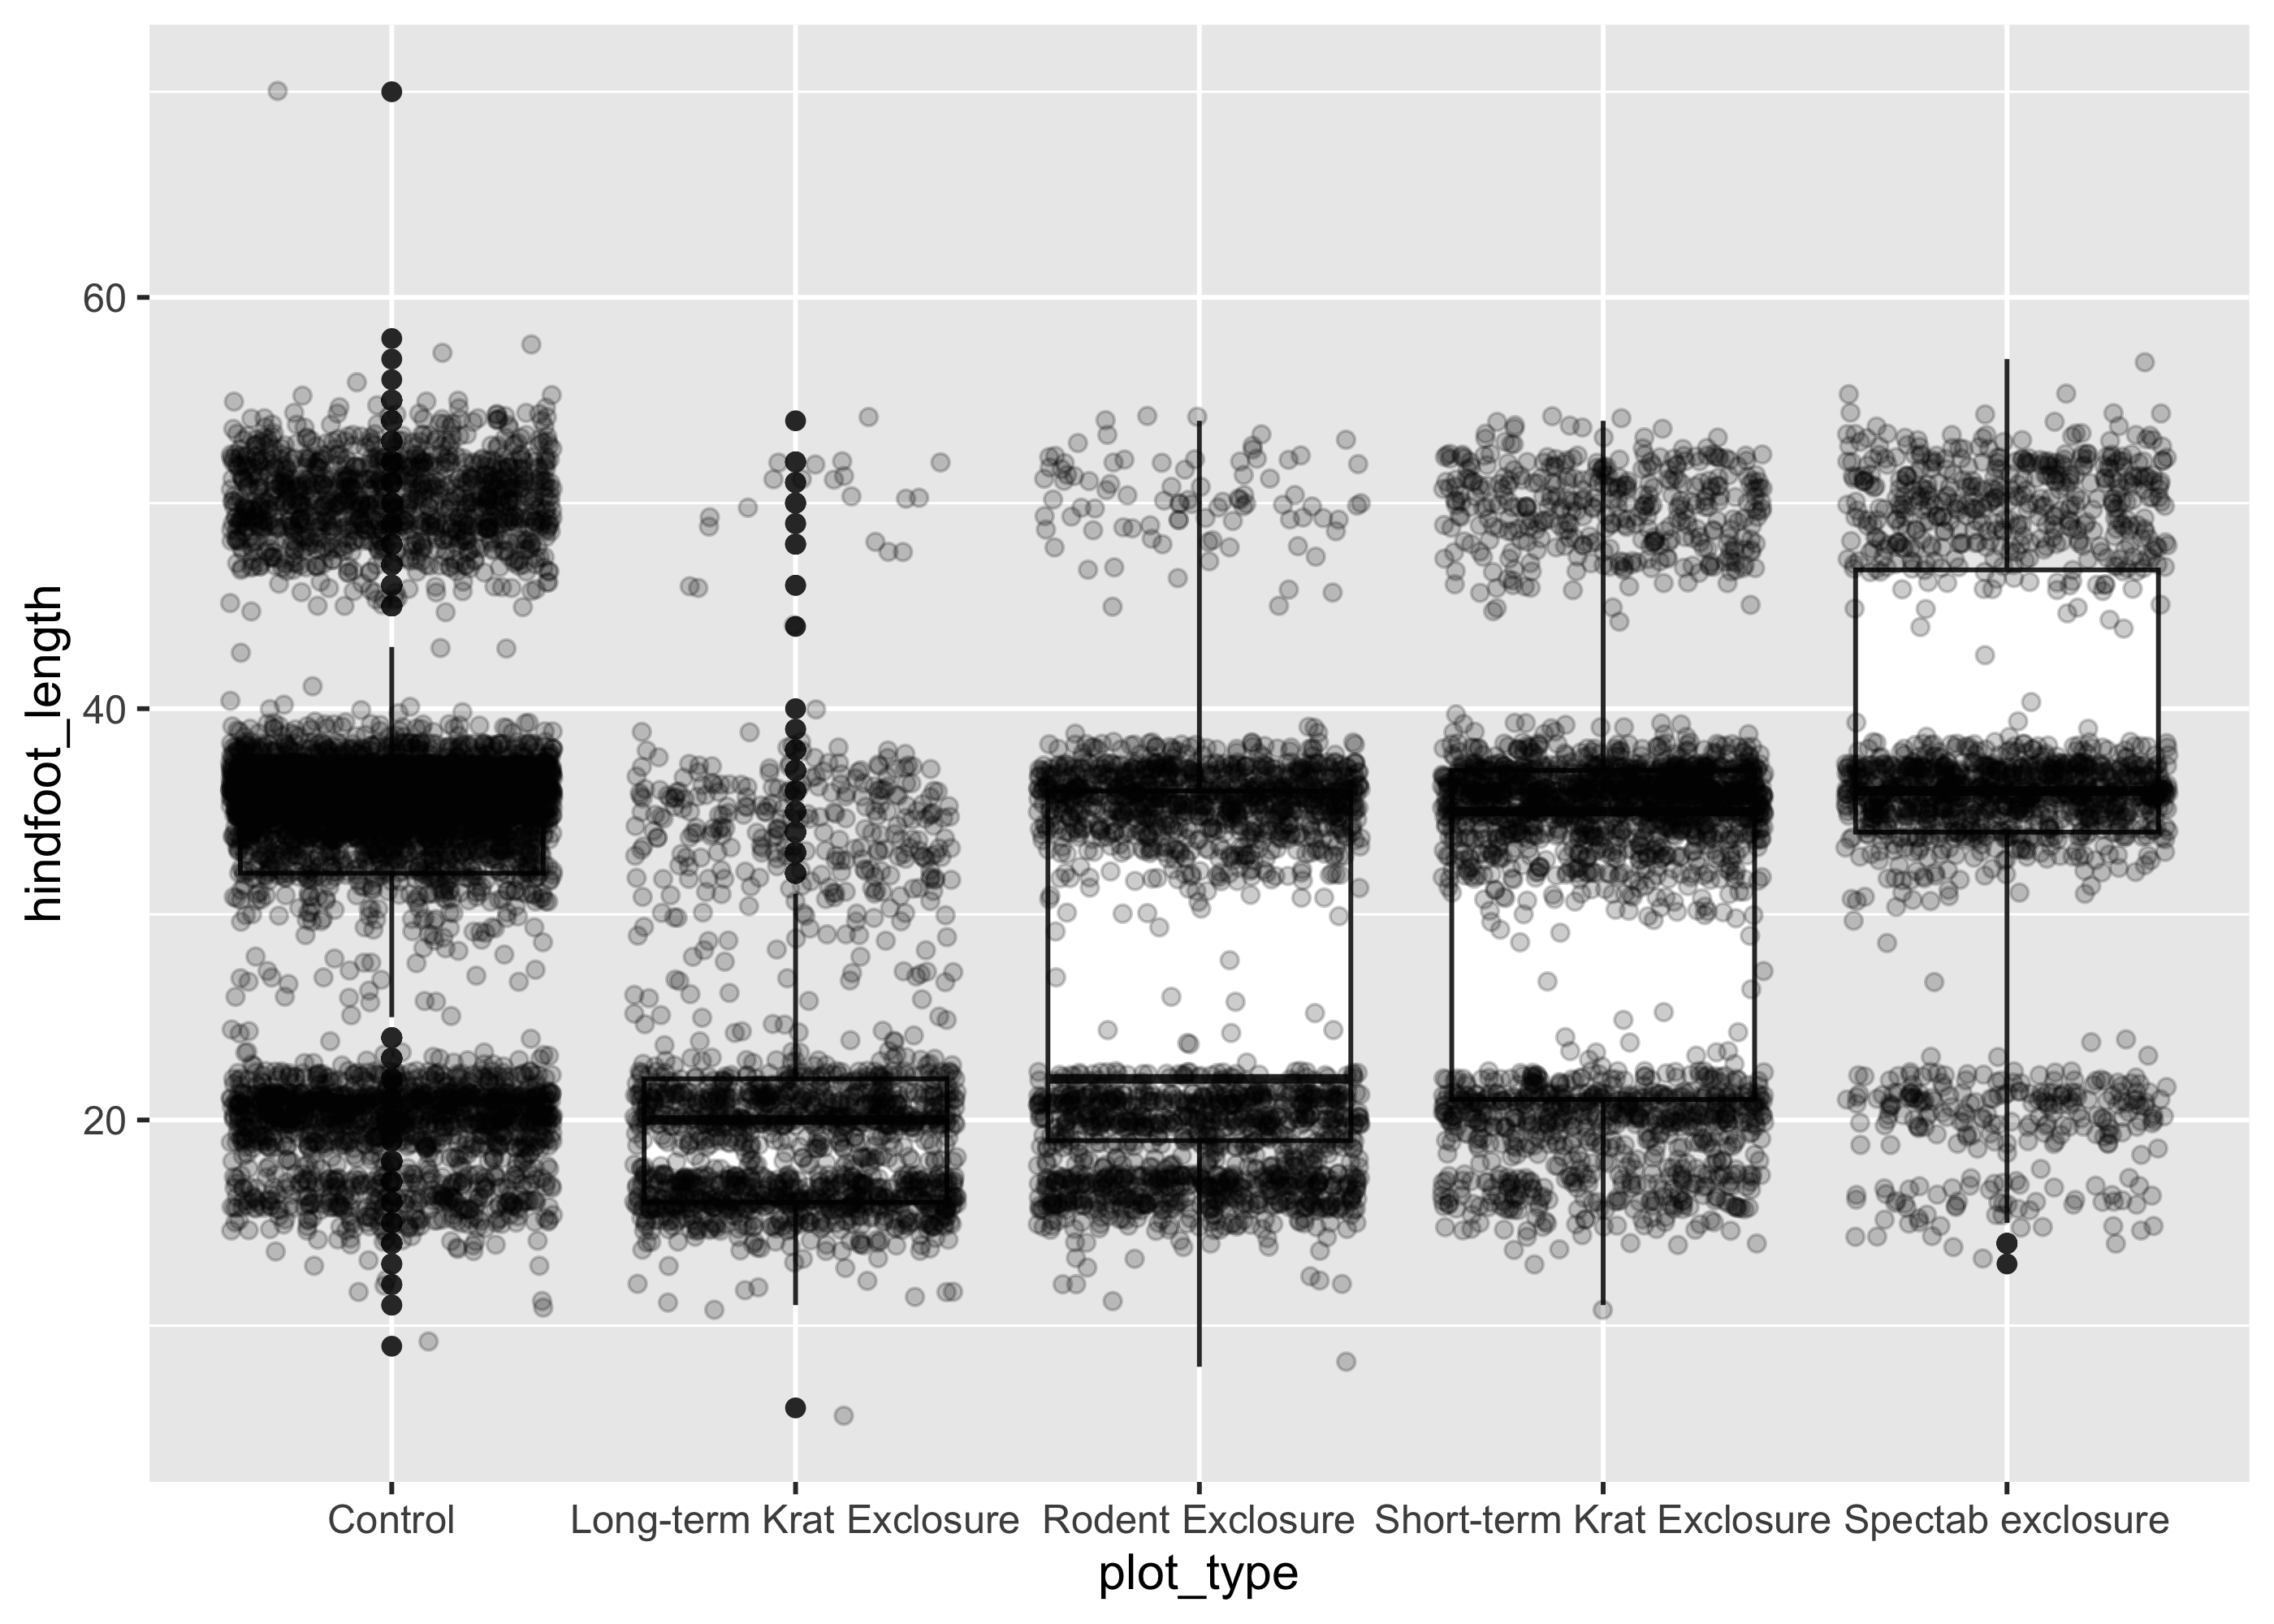 hindfoot_length
60
40
20
Control Long-term Krat Exclosure Rodent Exclosure Short-term Krat Exclosure Spectab exclosure
plot_type